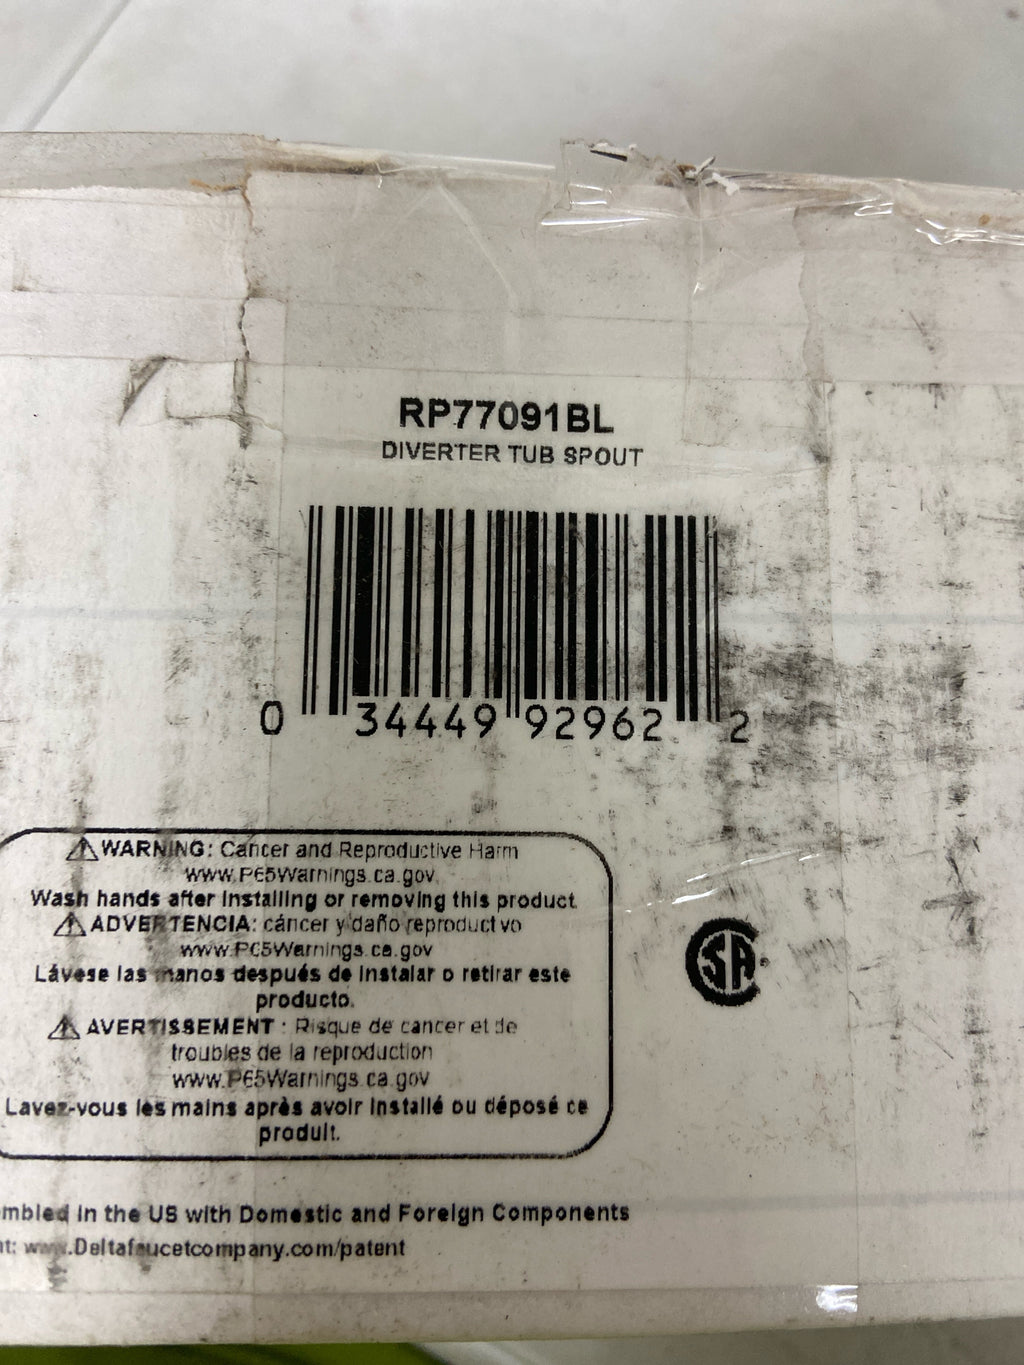 RP77091BL
DIVERTER TUB SPOUT
0 34449 92962 2
⚠WARNING: Cancer and Reproductive Harm
www.P65Warnings.ca.gov.
Wash hands after installing or removing this product.
⚠ADVERTENCIA: cáncer y daño reproductivo
www.P65Warnings.ca.gov
Lávese las manos después de instalar o retirar este
producto.
⚠ AVERTISSEMENT : Risque de cancer et de
troubles de la reproduction
www.P65Warnings.ca.gov
Lavez-vous les mains après avoir installé ou déposé ce
produit.
SA
mbled in the US with Domestic and Foreign Components
nt: www.Deltafaucetcompany.com/patent